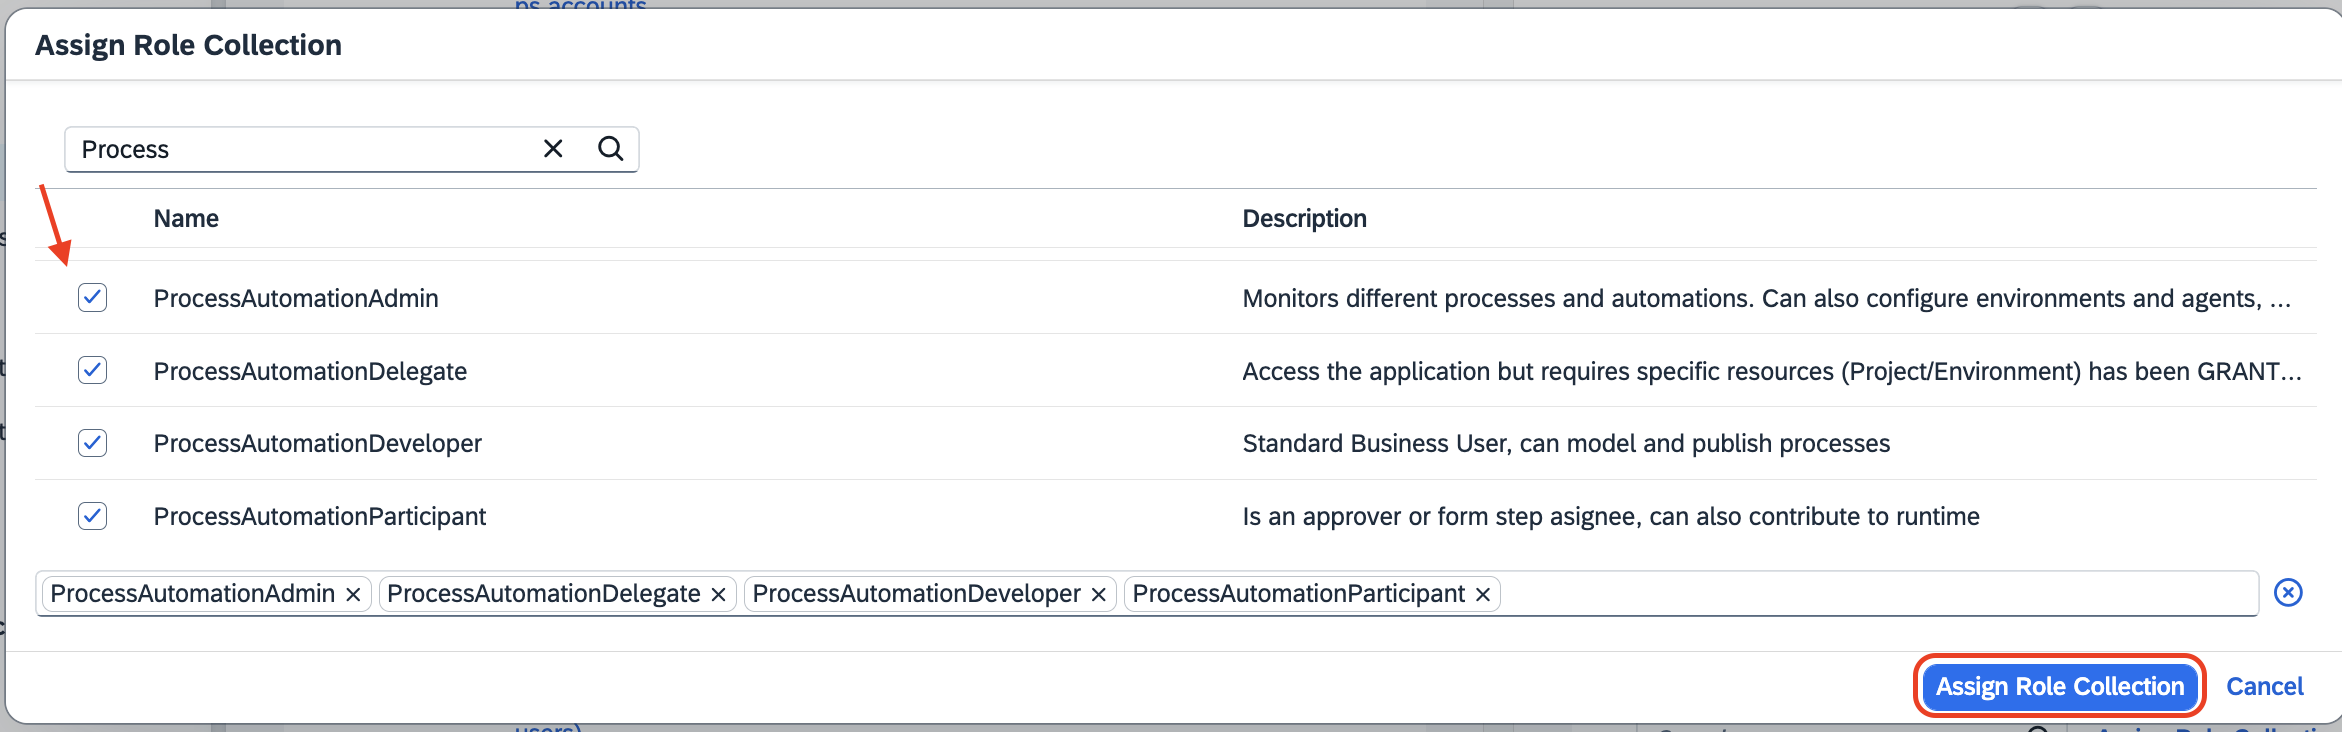 ps accounts
Assign Role Collection
Process
Name Description
ProcessAutomationAdmin Monitors different processes and automations. Can also configure environments and agents, ...
ProcessAutomationDelegate Access the application but requires specific resources (Project/Environment) has been GRANT...
ProcessAutomationDeveloper Standard Business User, can model and publish processes
ProcessAutomationParticipant Is an approver or form step asignee, can also contribute to runtime
ProcessAutomationAdmin ProcessAutomationDelegate ProcessAutomationDeveloper ProcessAutomationParticipant
Assign Role Collection Cancel
users)